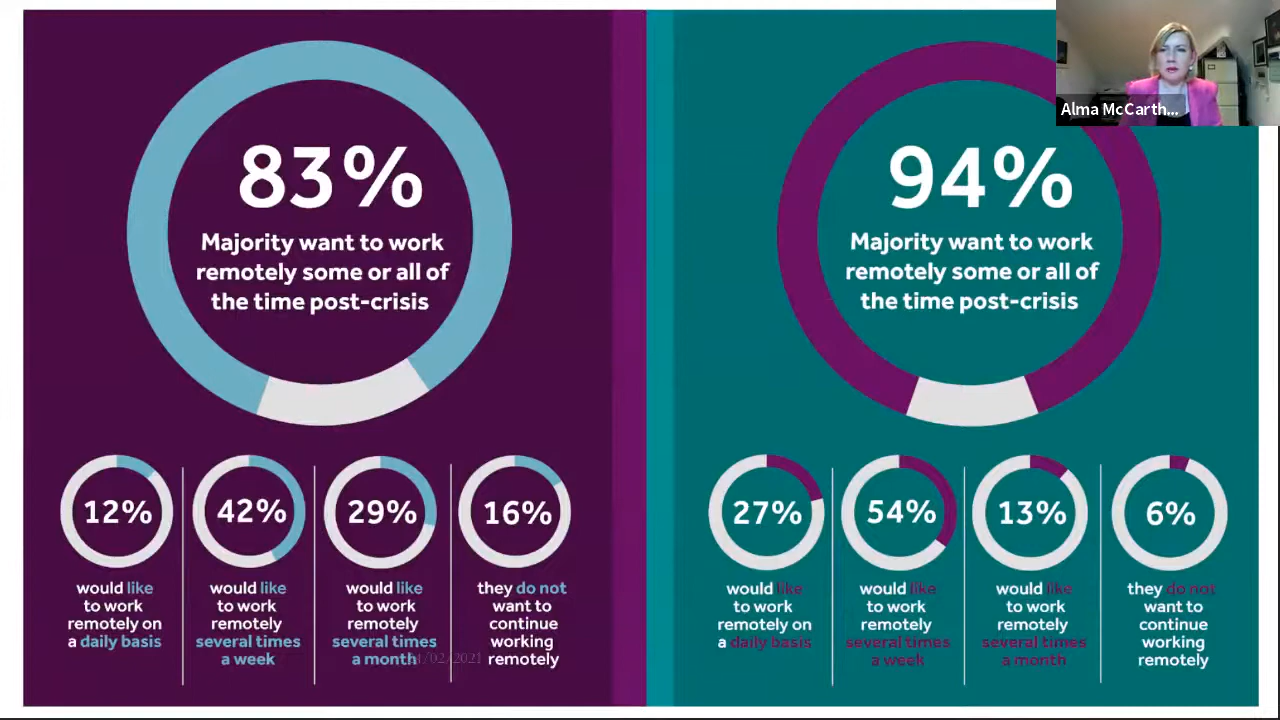 Alma McCarth...
83%
Majority want to work
remotely some or all of
the time post-crisis
12%
would like
to work
remotely on
a daily basis
42%
would like
to work
remotely
several times
a week
29%
would like
to work
remotely
several times
a month
16%
they do not
want to
continue
working
remotely
94%
Majority want to work
remotely some or all of
the time post-crisis
27%
would like
to work
remotely on
a daily basis
54%
would like
to work
remotely
several times
a week
13%
would like
to work
remotely
several times
a month
6%
they do not
want to
continue
working
remotely